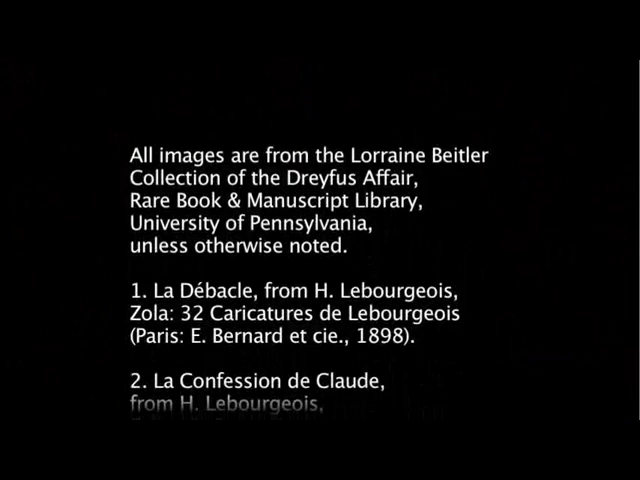 All images are from the Lorraine Beitler
Collection of the Dreyfus Affair,
Rare Book & Manuscript Library,
University of Pennsylvania,
unless otherwise noted.
1. La Débacle, from H. Lebourgeois,
Zola: 32 Caricatures de Lebourgeois
(Paris: E. Bernard et cie., 1898).
2. La Confession de Claude,
from H. Lebourgeois,